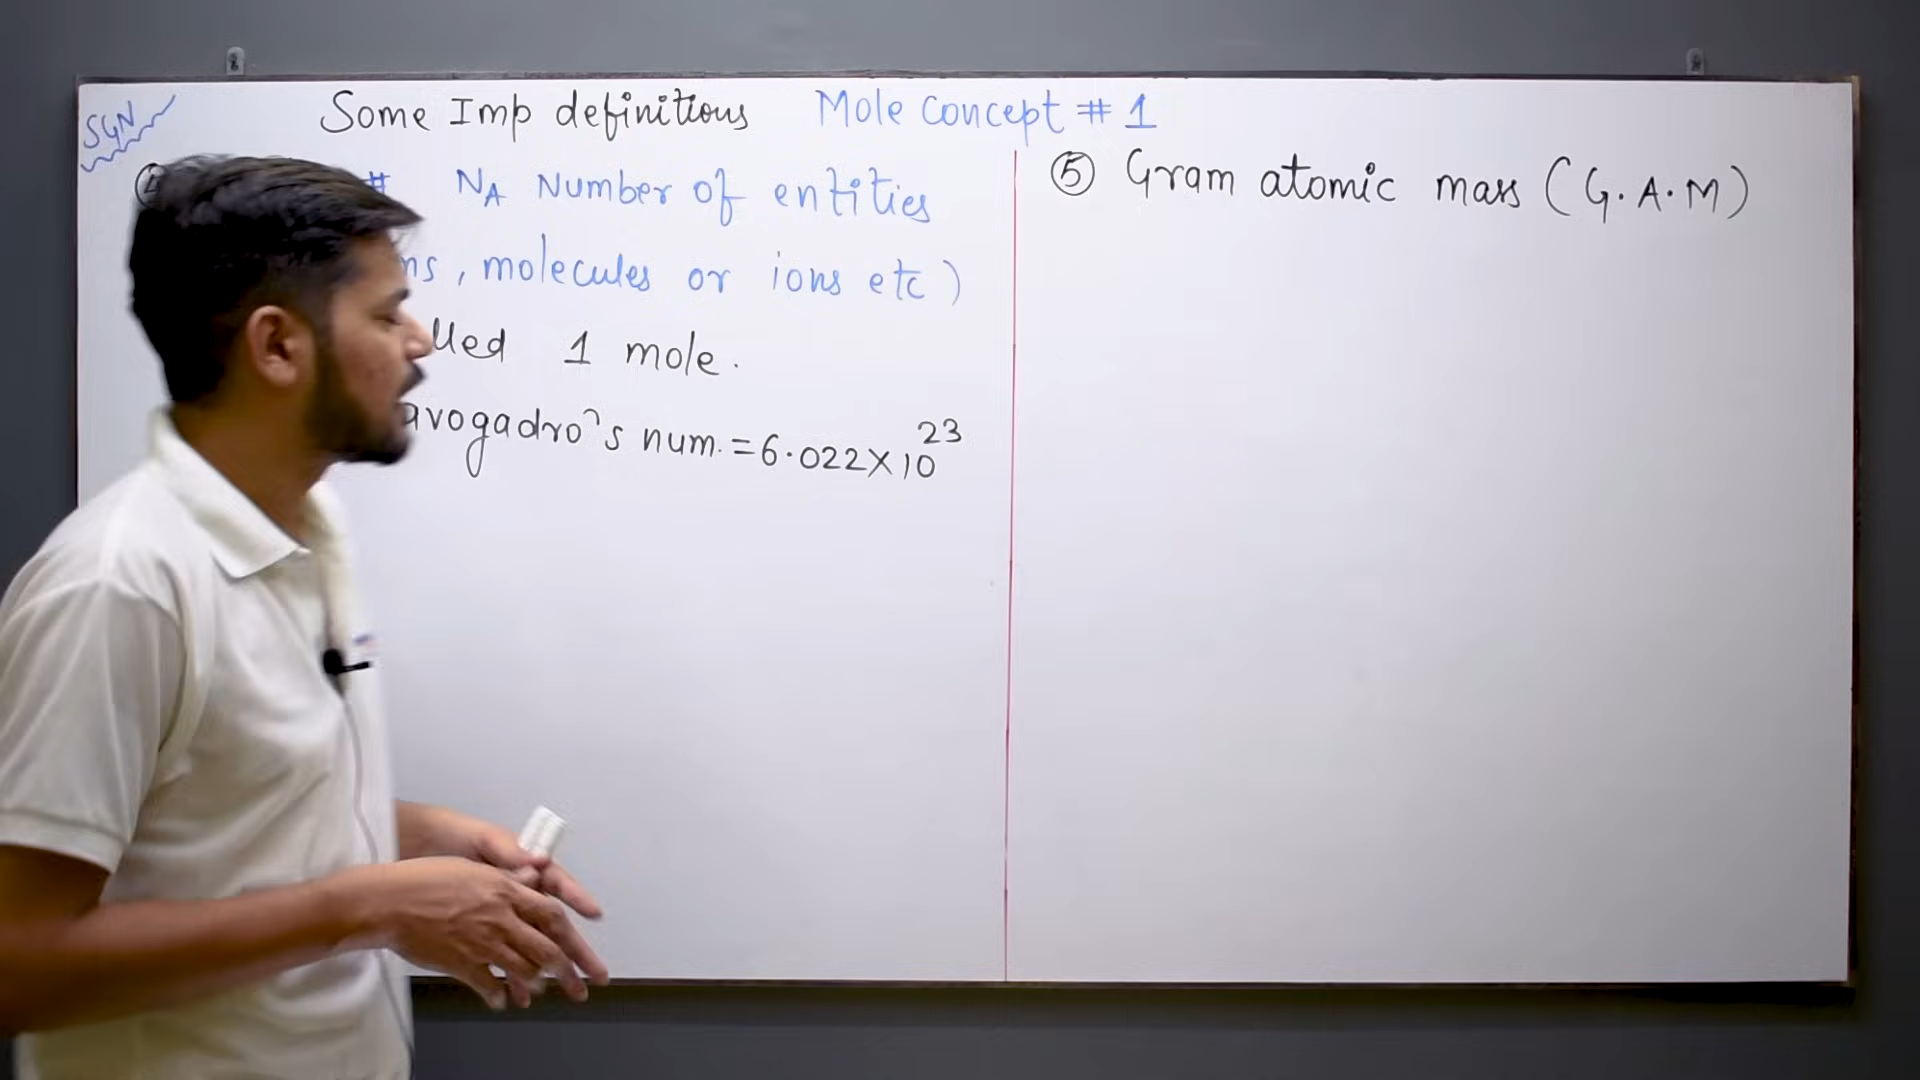 SGN
Some Imp definitions Mole concept # 1
# NA Number of entities
, molecules or ions etc)
1 mole.
avogadro's num. = 6.022 X 10^23
⑤ Gram atomic mass (G.A.M)